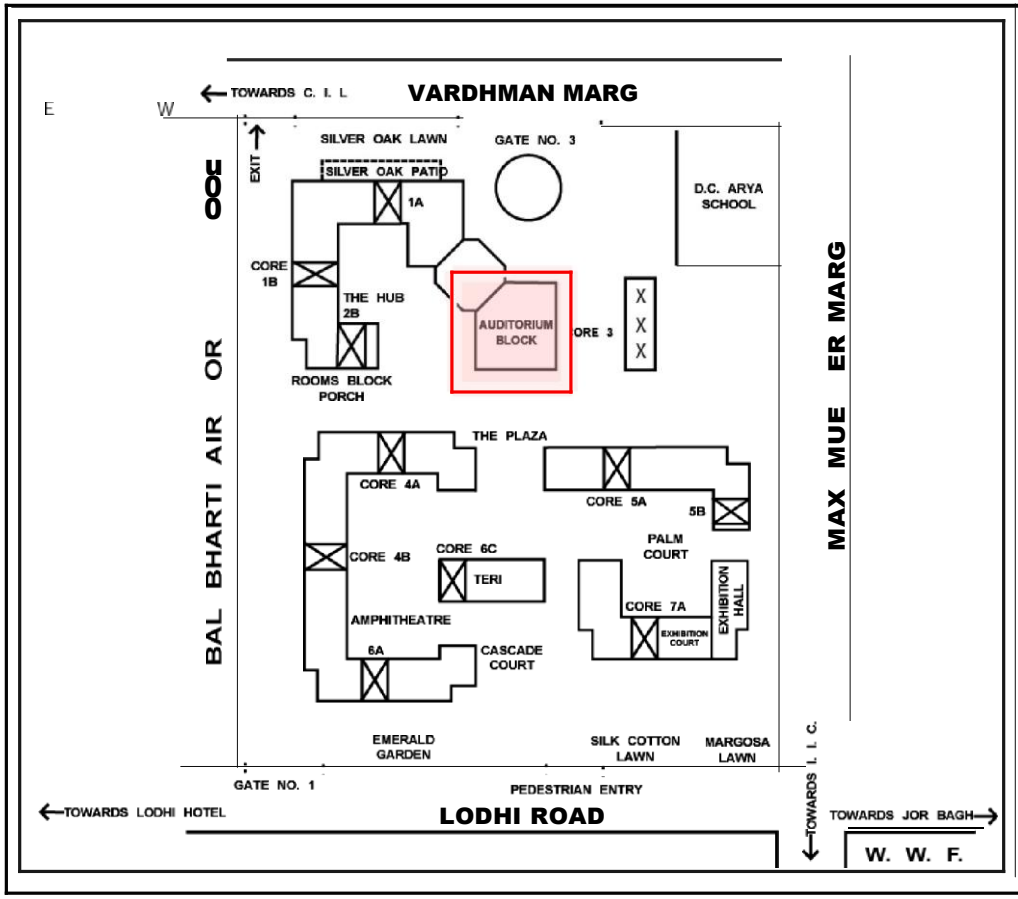 VARDHMAN MARG
TOWARDS C. I. L
E
W
EXIT
SILVER OAK LAWN
GATE NO. 3
SILVER OAK PATIO
1A
D.C. ARYA
SCHOOL
CORE
1B
THE HUB
2B
AUDITORIUM
BLOCK
ORE 3
X
X
X
ROOMS BLOCK
PORCH
BAL BHARTI AIR OR
MAX MUE ER MARG
THE PLAZA
CORE 4A
CORE 5A
5B
PALM
COURT
CORE 4B
CORE 6C
TERI
EXHIBITION
HALL
CORE 7A
AMPHITHEATRE
EXHIBITION
COURT
6A
CASCADE
COURT
EMERALD
GARDEN
SILK COTTON
LAWN
MARGOSA
LAWN
GATE NO. 1
PEDESTRIAN ENTRY
TOWARDS I. I. C.
TOWARDS LODHI HOTEL
LODHI ROAD
TOWARDS JOR BAGH
W. W. F.